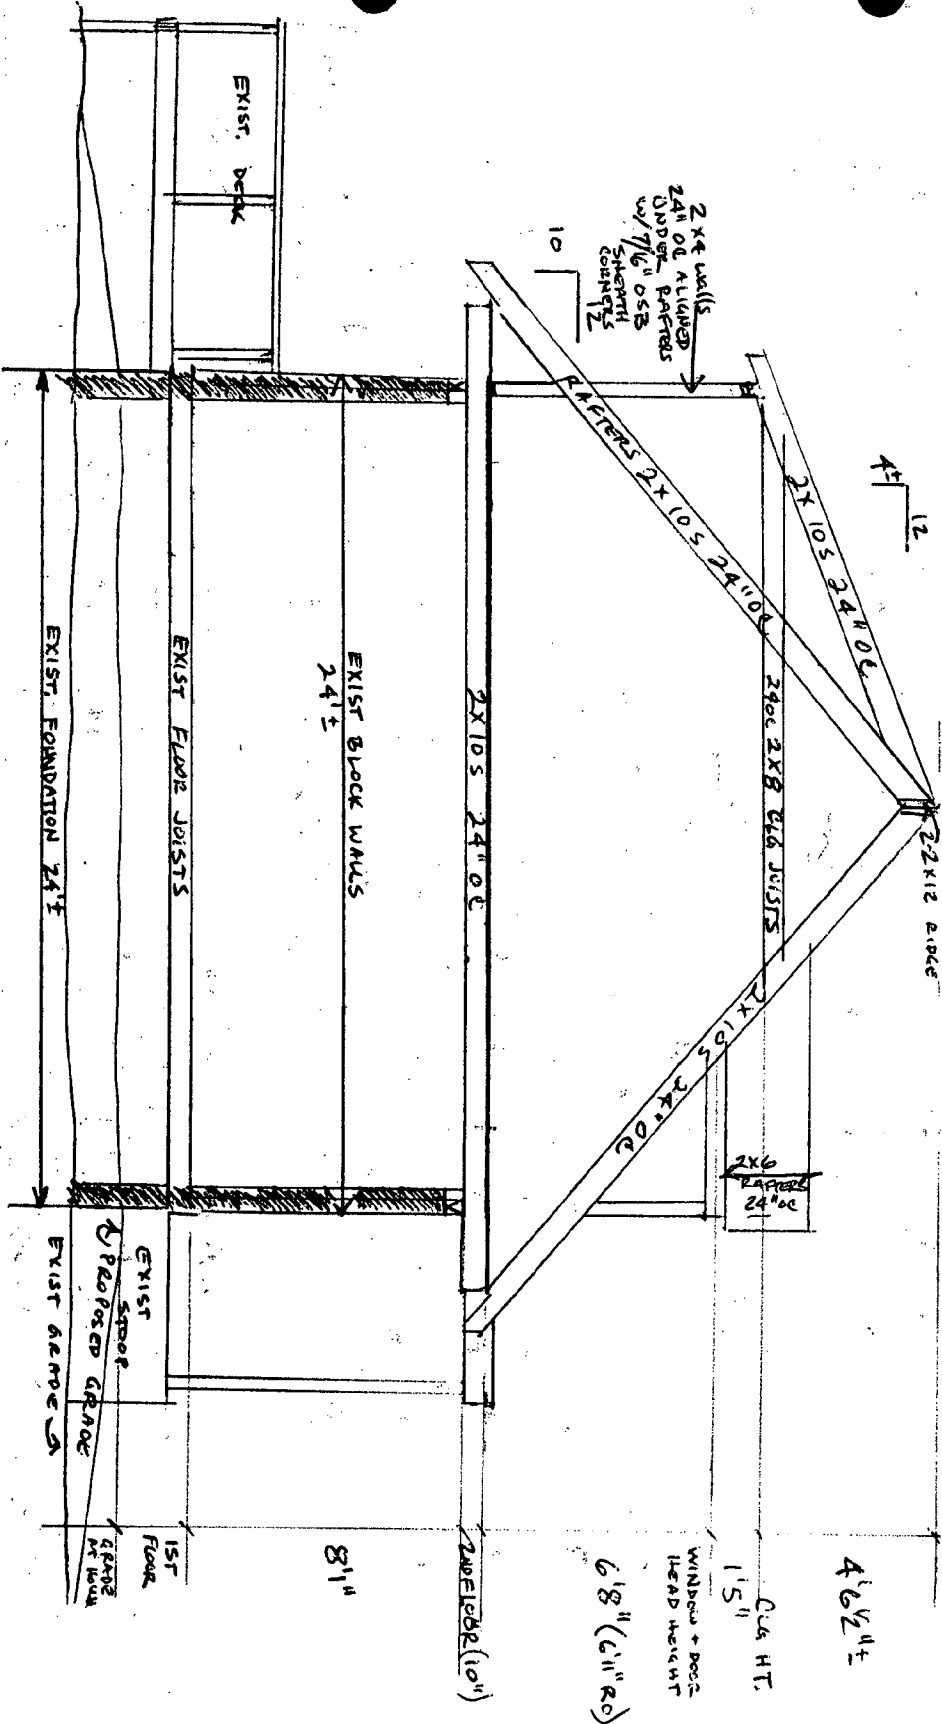 EXIST. DECK
2X4 walls
24" OC ALIGNED
UNDER RAFTERS
w/ 7/16" OSB
SHEATH
CORNERS
10
12
4±
12
2X10S 24" OC
RAFTERS 2X10S 24" OC
24OC 2X8 CLG JOISTS
2-2X12 RIDGE
2X10S
24" OC
2X6
RAFTERS
24" OC
2X10S 24" OC
EXIST BLOCK WALLS
24'±
EXIST FLOOR JOISTS
EXIST. FOUNDATION 24'±
EXIST
STOOP
PROPOSED GRADE
EXIST GRADE
4'6 1/2"±
CLG HT.
1'5"
WINDOW + DOOR
HEAD HEIGHT
6'8" (6'11" RO)
2ND FLOOR (10")
8'1"
1ST
FLOOR
GRADE
AT